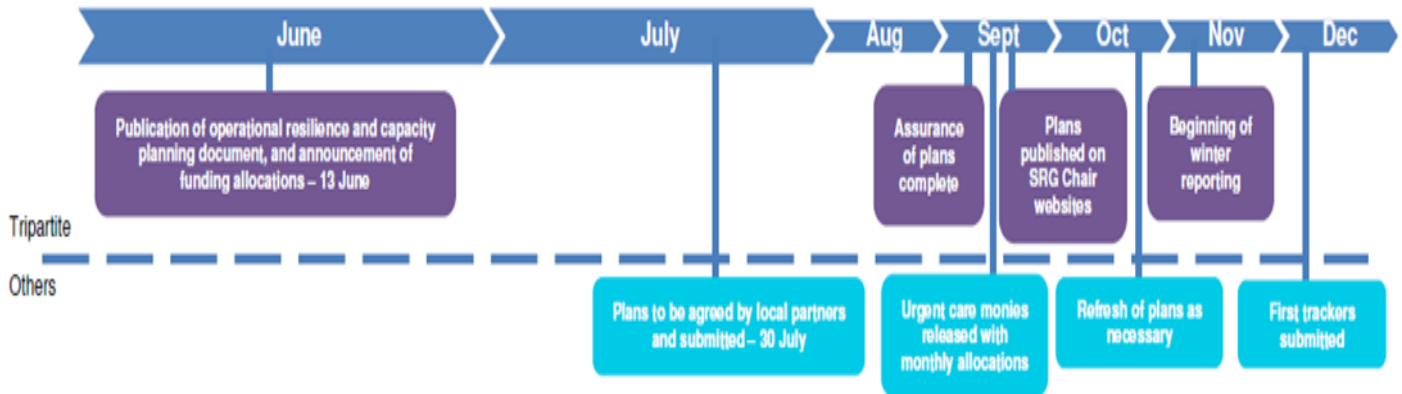 June
July
Aug
Sept
Oct
Nov
Dec
Publication of operational resilience and capacity
planning document, and announcement of
funding allocations – 13 June
Assurance
of plans
complete
Plans
published on
SRG Chair
websites
Beginning of
winter
reporting
Tripartite
Others
Plans to be agreed by local partners
and submitted – 30 July
Urgent care monies
released with
monthly allocations
Refresh of plans as
necessary
First trackers
submitted